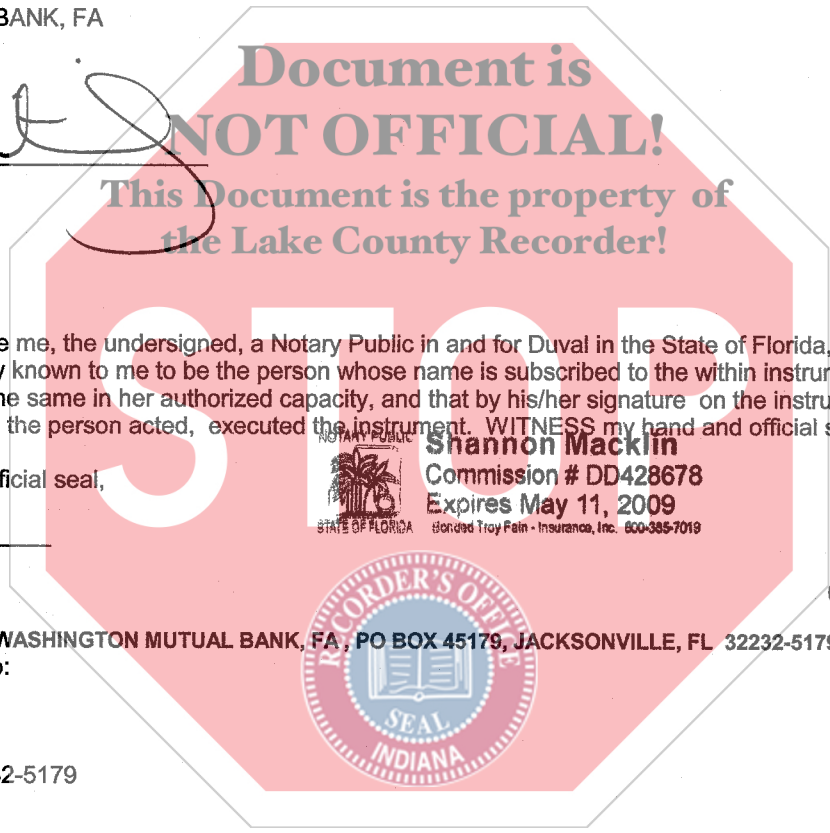 BANK, FA
Document is
NOT OFFICIAL!
This Document is the property of
the Lake County Recorder!
STOP
e me, the undersigned, a Notary Public in and for Duval in the State of Florida,
y known to me to be the person whose name is subscribed to the within instru
he same in her authorized capacity, and that by his/her signature on the instru
the person acted, executed the instrument. WITNESS my hand and official s
ficial seal,
NOTARY PUBLIC
STATE OF FLORIDA
Shannon Macklin
Commission # DD428678
Expires May 11, 2009
Bonded Troy Fain - Insurance, Inc. 800-385-7019
RECORDER'S OFFICE
SEAL
INDIANA
WASHINGTON MUTUAL BANK, FA , PO BOX 45179, JACKSONVILLE, FL 32232-5179
o:
2-5179